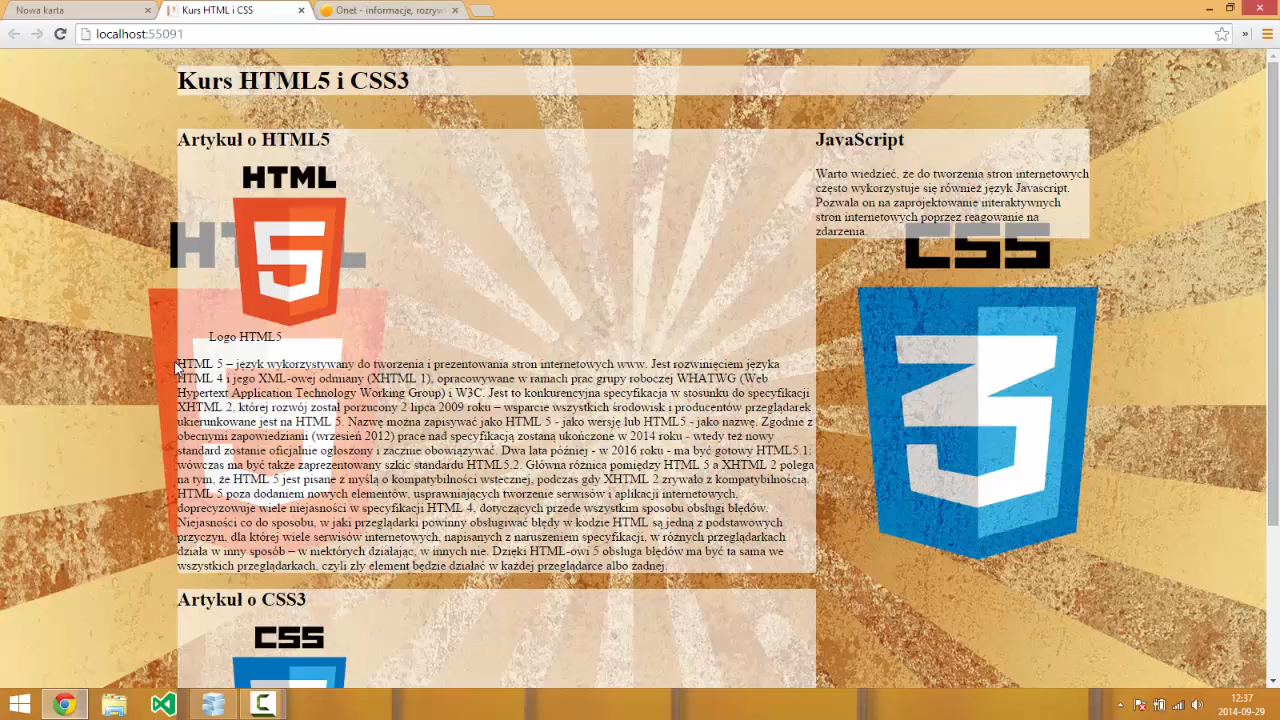 Nowa karta
Kurs HTML i CSS
Onet - informacje, rozryw
localhost:55091
Kurs HTML5 i CSS3
Artykuł o HTML5
HTML
5
HTML
Logo HTML5
HTML 5 – język wykorzystywany do tworzenia i prezentowania stron internetowych www. Jest rozwinięciem języka
HTML 4 i jego XML-owej odmiany (XHTML 1), opracowywane w ramach prac grupy roboczej WHATWG (Web
Hypertext Application Technology Working Group) i W3C. Jest to konkurencyjna specyfikacja w stosunku do specyfikacji
XHTML 2, której rozwój został porzucony 2 lipca 2009 roku – wsparcie wszystkich środowisk i producentów przeglądarek
ukierunkowane jest na HTML 5. Nazwę można zapisywać jako HTML 5 - jako wersję lub HTML5 - jako nazwę. Zgodnie z
obecnymi zapowiedziami (wrzesień 2012) prace nad specyfikacją zostaną ukończone w 2014 roku - wtedy też nowy
standard zostanie oficjalnie ogłoszony i zacznie obowiązywać. Dwa lata później - w 2016 roku - ma być gotowy HTML5.1;
wówczas ma być także zaprezentowany szkic standardu HTML5.2. Główna różnica pomiędzy HTML 5 a XHTML 2 polega
na tym, że HTML 5 jest pisane z myślą o kompatybilności wstecznej, podczas gdy XHTML 2 zrywało z kompatybilnością.
HTML 5 poza dodaniem nowych elementów, usprawniających tworzenie serwisów i aplikacji internetowych,
doprecyzowuje wiele niejasności w specyfikacji HTML 4, dotyczących przede wszystkim sposobu obsługi błędów.
Niejasności co do sposobu, w jaki przeglądarki powinny obsługiwać błędy w kodzie HTML są jedną z podstawowych
przyczyn, dla której wiele serwisów internetowych, napisanych z naruszeniem specyfikacji, w różnych przeglądarkach
działa w inny sposób – w niektórych działając, w innych nie. Dzięki HTML-owi 5 obsługa błędów ma być ta sama we
wszystkich przeglądarkach, czyli zły element będzie działać w każdej przeglądarce albo żadnej.
Artykuł o CSS3
CSS
JavaScript
Warto wiedzieć, że do tworzenia stron internetowych
często wykorzystuje się również język Javascript.
Pozwala on na zaprojektowanie interaktywnych
stron internetowych poprzez reagowanie na
zdarzenia.
CSS
3
12:37
2014-09-29